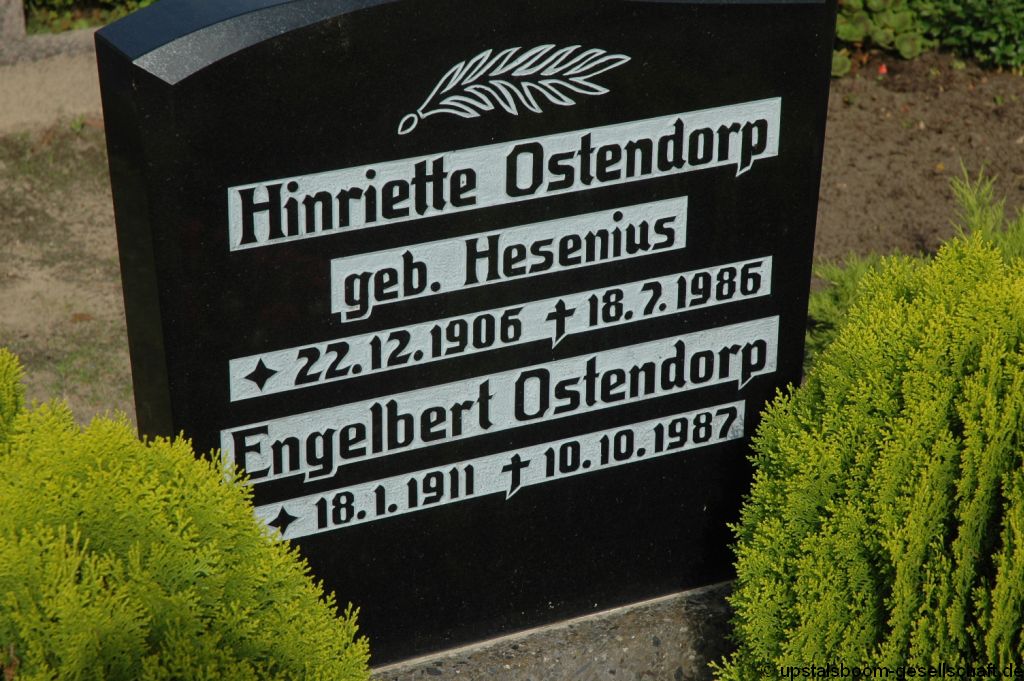 Hinriette Ostendorp
geb. Hesenius
✦ 22.12.1906 ✝ 18.7.1986
Engelbert Ostendorp
✦ 18.1.1911 ✝ 10.10.1987
© upstalsboom-gesellschaft.de